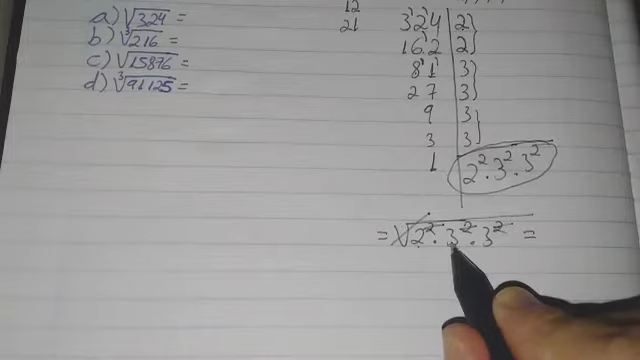 a) √324 =
b) ∛216 =
c) √15876 =
d) ∛91125 =
12
21
324 | 2
162 | 2
81 | 3
27 | 3
9 | 3
3 | 3
1 | 2² · 3² · 3²
= √2² · 3² · 3² =